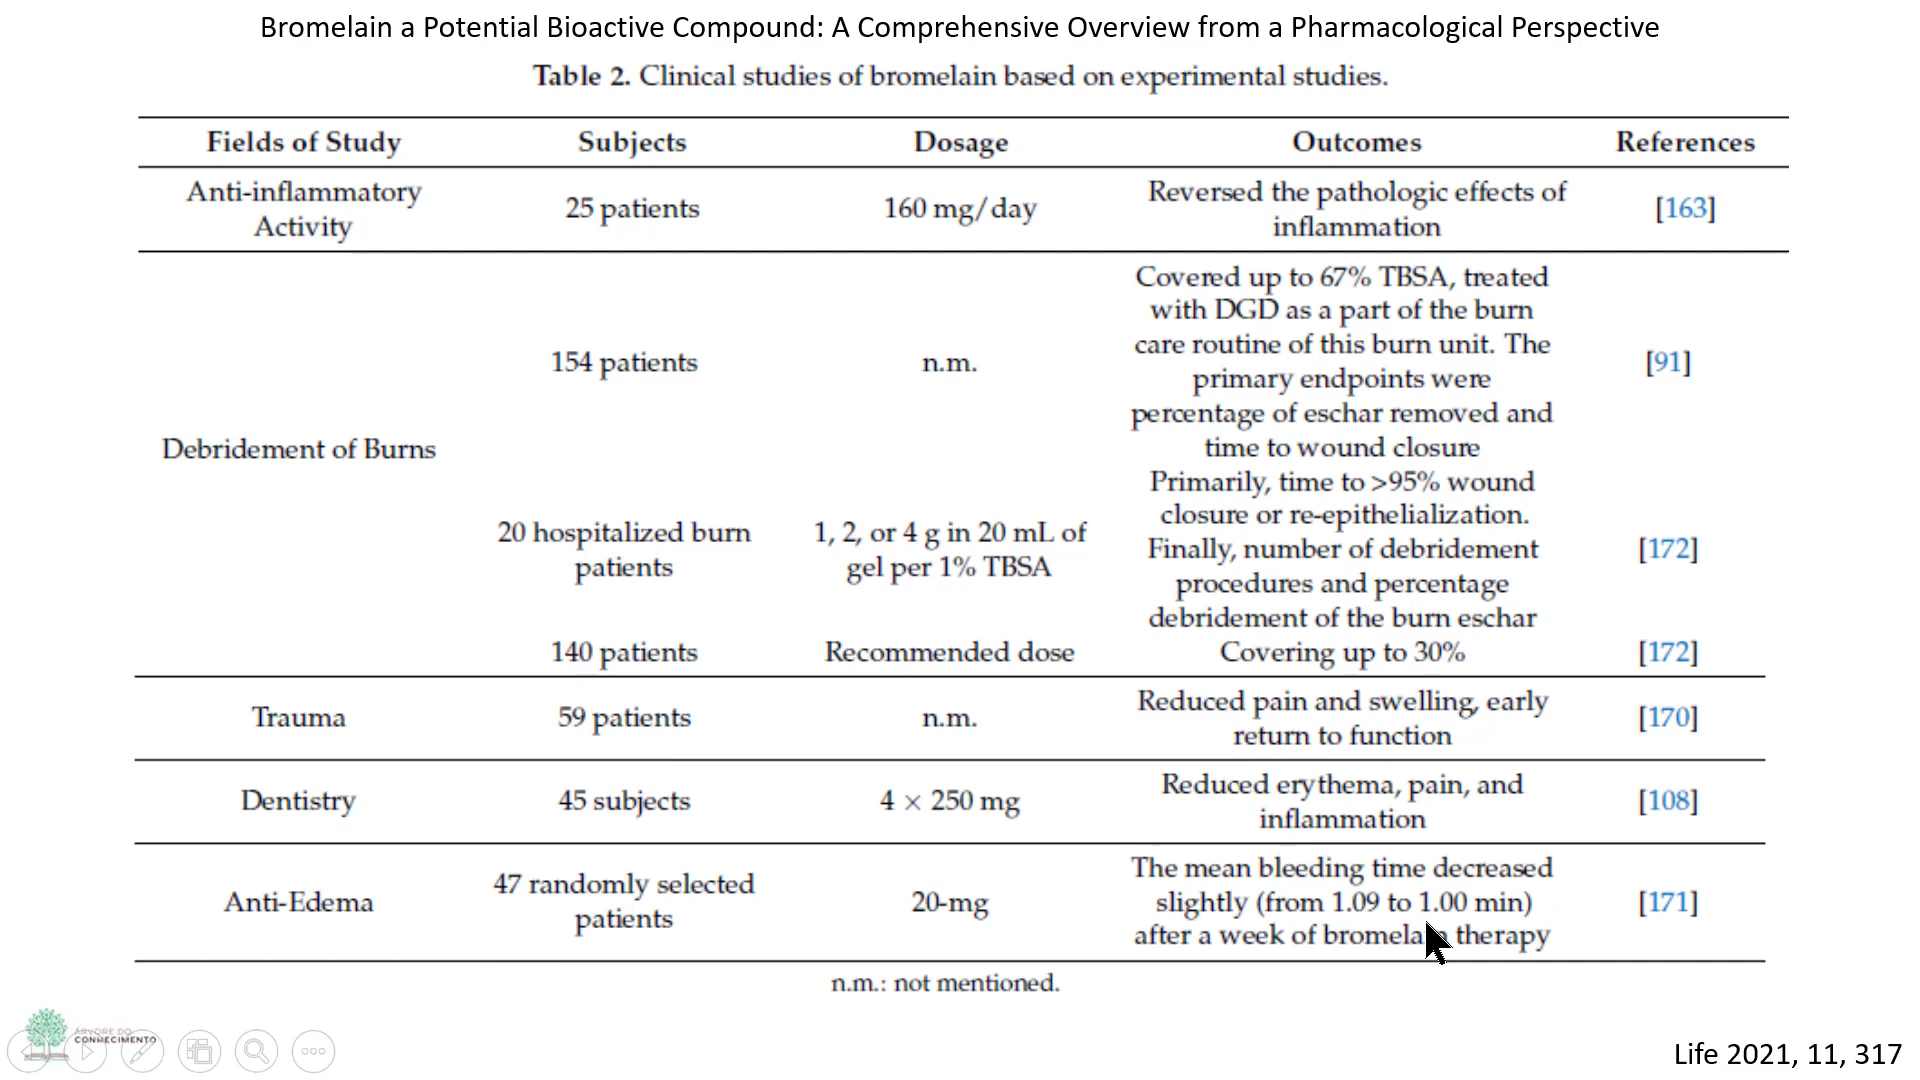 Bromelain a Potential Bioactive Compound: A Comprehensive Overview from a Pharmacological Perspective
Table 2. Clinical studies of bromelain based on experimental studies.
Fields of Study Subjects Dosage Outcomes References
Anti-inflammatory
Activity
25 patients
160 mg/day
Reversed the pathologic effects of
inflammation
[163]
Debridement of Burns
154 patients
n.m.
Covered up to 67% TBSA, treated
with DGD as a part of the burn
care routine of this burn unit. The
primary endpoints were
percentage of eschar removed and
time to wound closure
[91]
20 hospitalized burn
patients
1, 2, or 4 g in 20 mL of
gel per 1% TBSA
Primarily, time to >95% wound
closure or re-epithelialization.
Finally, number of debridement
procedures and percentage
debridement of the burn eschar
[172]
140 patients
Recommended dose
Covering up to 30%
[172]
Trauma
59 patients
n.m.
Reduced pain and swelling, early
return to function
[170]
Dentistry
45 subjects
4 × 250 mg
Reduced erythema, pain, and
inflammation
[108]
Anti-Edema
47 randomly selected
patients
20-mg
The mean bleeding time decreased
slightly (from 1.09 to 1.00 min)
after a week of bromelain therapy
[171]
n.m.: not mentioned.
ÁRVORE DO
CONHECIMENTO
Life 2021, 11, 317